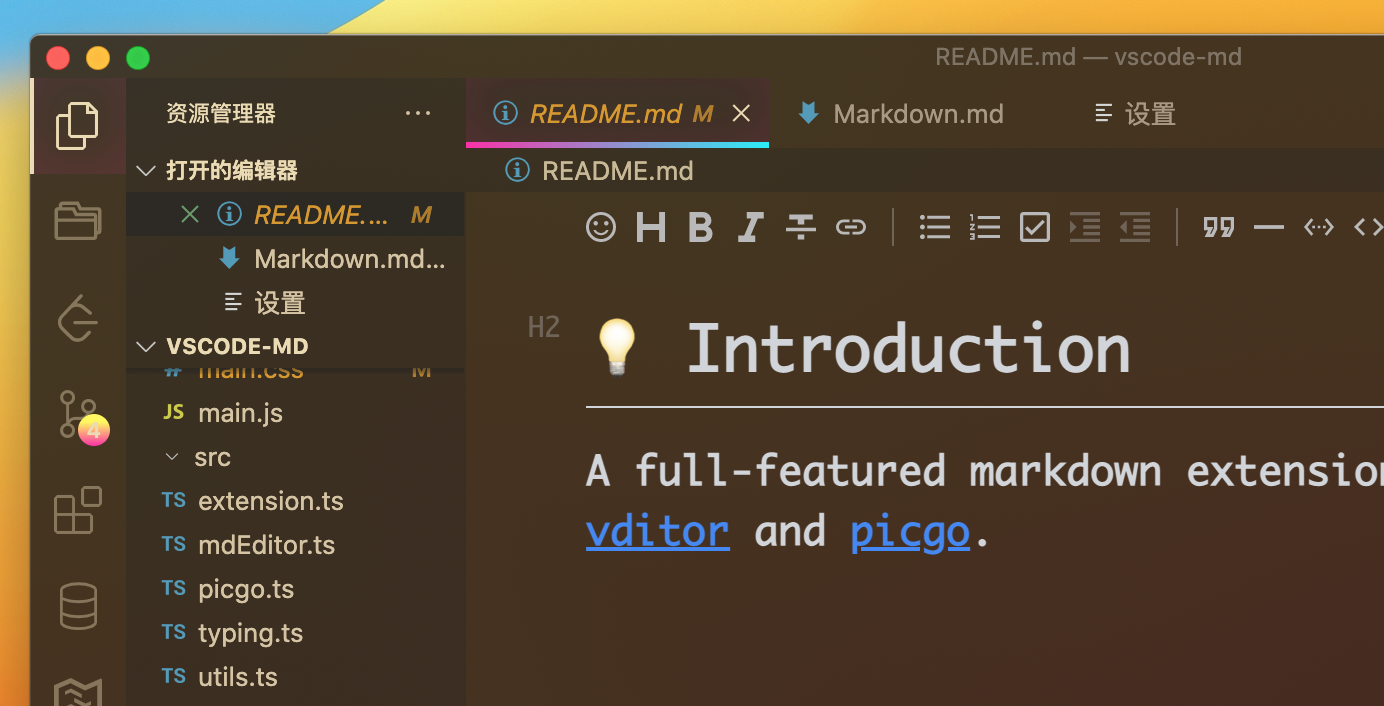 README.md — vscode-md
资源管理器 ...
README.md M
Markdown.md
设置
打开的编辑器
README.md
README.... M
Markdown.md...
设置
VSCODE-MD
# main.css M
JS main.js
src
TS extension.ts
TS mdEditor.ts
TS picgo.ts
TS typing.ts
TS utils.ts
4
H B I
H2
Introduction
A full-featured markdown extension
vditor and picgo.